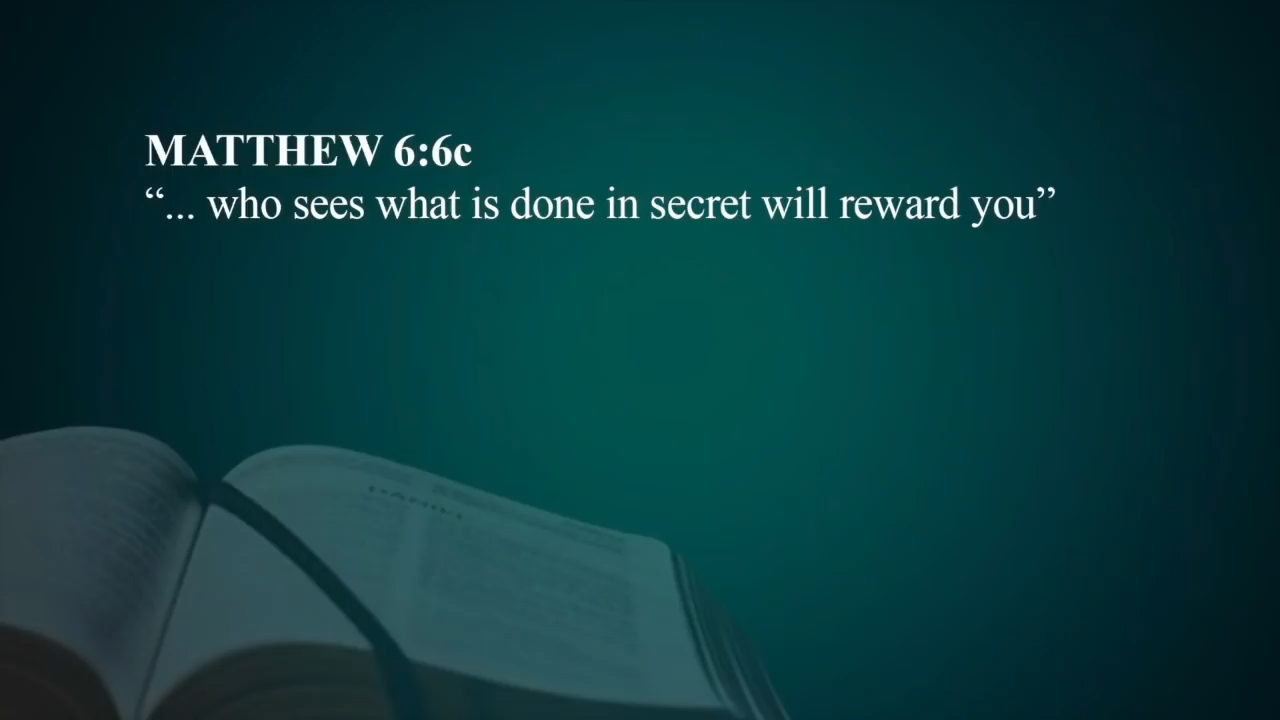 MATTHEW 6:6c
“... who sees what is done in secret will reward you”